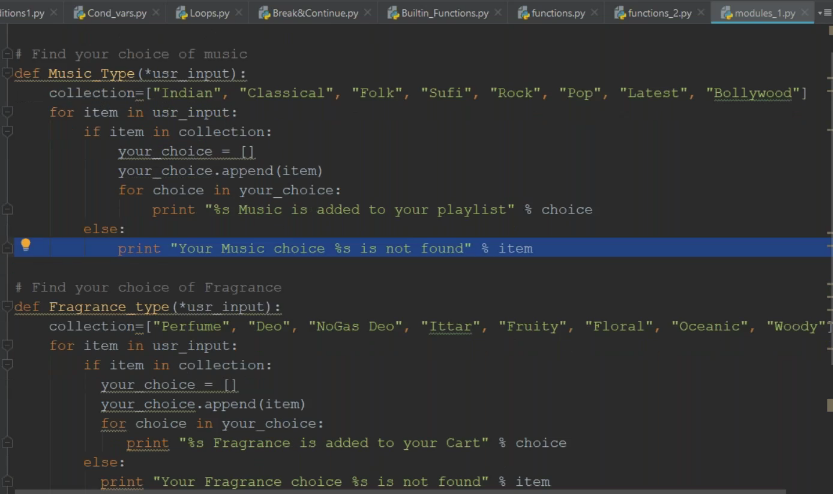 itions1.py × Cond_vars.py × Loops.py × Break&Continue.py × Builtin_Functions.py × functions.py × functions_2.py × modules_1.py ×
# Find your choice of music
def Music_Type(*usr_input):
    collection=["Indian", "Classical", "Folk", "Sufi", "Rock", "Pop", "Latest", "Bollywood"]
    for item in usr_input:
        if item in collection:
            your_choice = []
            your_choice.append(item)
            for choice in your_choice:
                print "%s Music is added to your playlist" % choice
        else:
            print "Your Music choice %s is not found" % item
# Find your choice of Fragrance
def Fragrance_type(*usr_input):
    collection=["Perfume", "Deo", "NoGas Deo", "Ittar", "Fruity", "Floral", "Oceanic", "Woody"]
    for item in usr_input:
        if item in collection:
          your_choice = []
          your_choice.append(item)
          for choice in your_choice:
             print "%s Fragrance is added to your Cart" % choice
        else:
          print "Your Fragrance choice %s is not found" % item